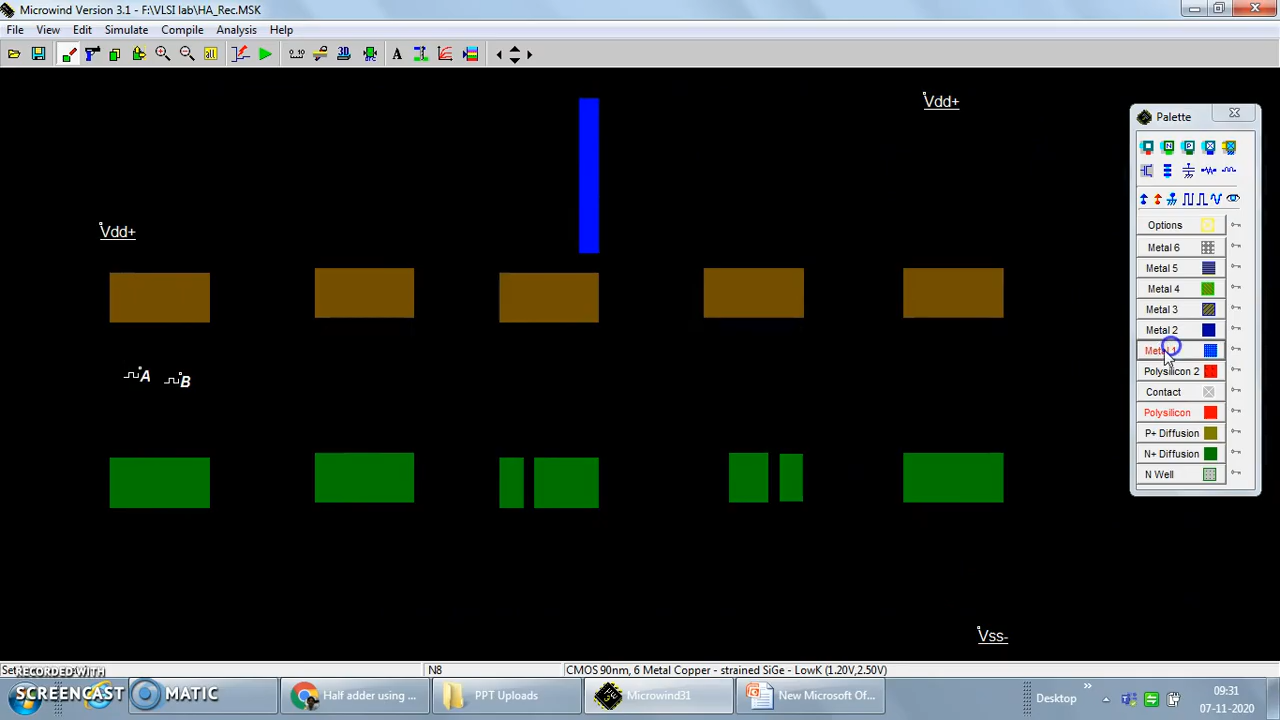 Microwind Version 3.1 - F:\VLSI lab\HA_Rec.MSK
File View Edit Simulate Compile Analysis Help
Vdd+
Palette
Vdd+
Options
Metal 6
Metal 5
Metal 4
Metal 3
Metal 2
Metal 1
Polysilicon 2
Contact
Polysilicon
P+ Diffusion
N+ Diffusion
N Well
A
B
Vss-
N8
CMOS 90nm, 6 Metal Copper - strained SiGe - LowK (1.20V,2.50V)
RECORDED WITH
SCREENCAST MATIC
Half adder using ...
PPT Uploads
Microwind31
New Microsoft Of...
Desktop
09:31
07-11-2020